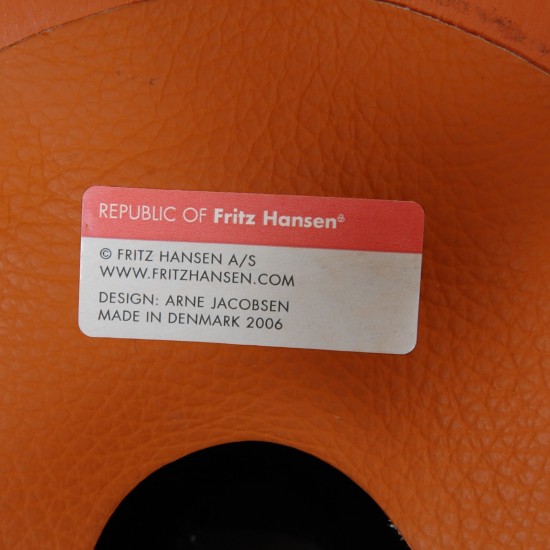 REPUBLIC OF Fritz Hansen®
© FRITZ HANSEN A/S
WWW.FRITZHANSEN.COM
DESIGN: ARNE JACOBSEN
MADE IN DENMARK 2006